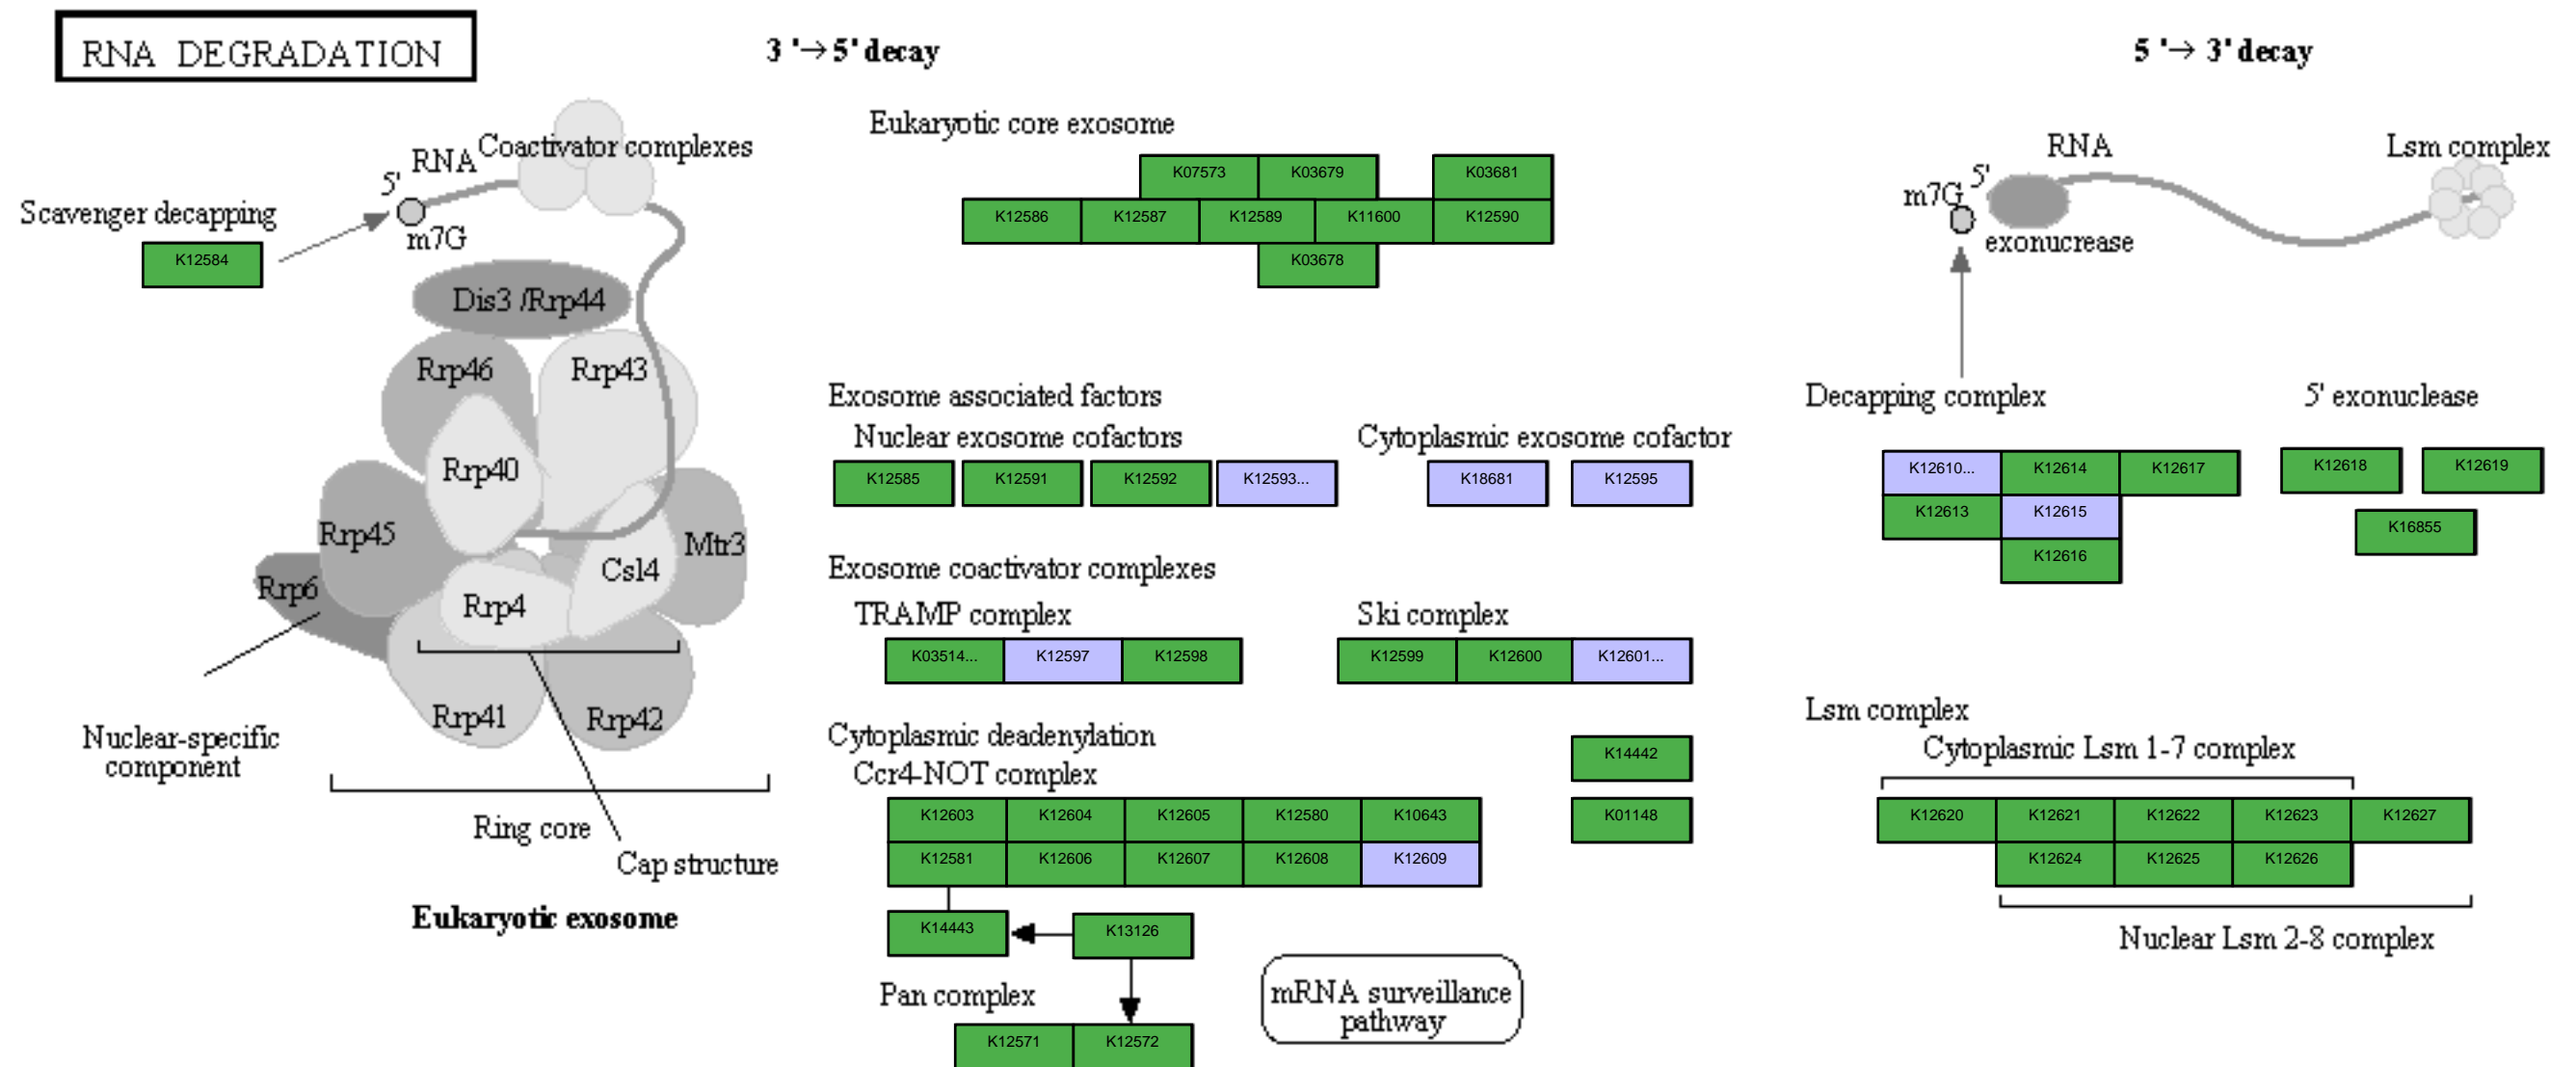 RNA DEGRADATION
3 '→ 5' decay
5 '→ 3' decay
Eukaryotic core exosome
K07573 K03679 K03681
K12586 K12587 K12589 K11600 K12590
K03678
Coactivator complexes
RNA
5'
m7G
Scavenger decapping
K12584
Dis3 /Rrp44
Rrp46
Rrp43
Rrp40
Rrp45
Mtr3
Csl4
Rrp6
Rrp4
Rrp41
Rrp42
Nuclear-specific
component
Ring core
Cap structure
Eukaryotic exosome
Exosome associated factors
Nuclear exosome cofactors
K12585 K12591 K12592 K12593...
Cytoplasmic exosome cofactor
K18681 K12595
Exosome coactivator complexes
TRAMP complex
K03514... K12597 K12598
Ski complex
K12599 K12600 K12601...
Cytoplasmic deadenylation
Ccr4-NOT complex
K14442
K01148
K12603 K12604 K12605 K12580 K10643
K12581 K12606 K12607 K12608 K12609
K14443 K13126
Pan complex
K12571 K12572
mRNA surveillance
pathway
RNA
Lsm complex
5'
m7G
exonucrease
Decapping complex
K12610... K12614 K12617
K12613 K12615
K12616
5' exonuclease
K12618 K12619
K16855
Lsm complex
Cytoplasmic Lsm 1-7 complex
K12620 K12621 K12622 K12623 K12627
K12624 K12625 K12626
Nuclear Lsm 2-8 complex